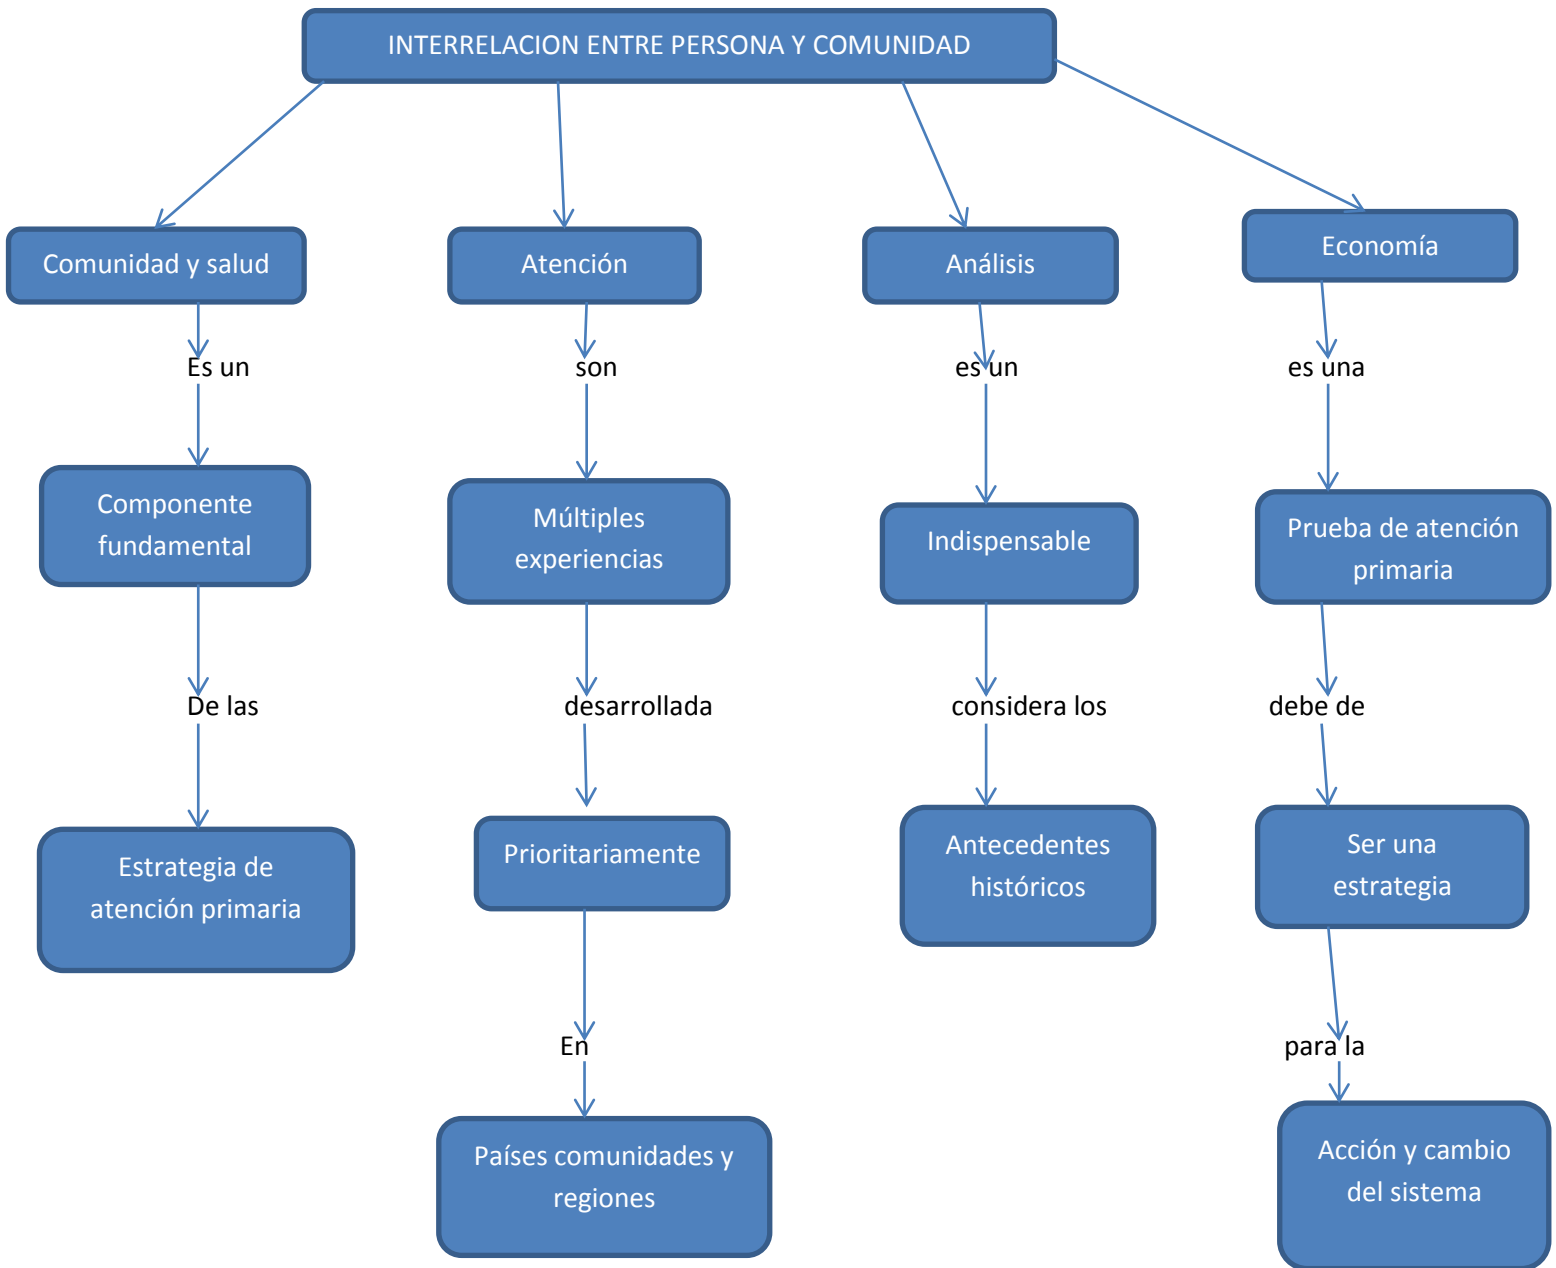 INTERRELACION ENTRE PERSONA Y COMUNIDAD
Comunidad y salud
Atención
Análisis
Economía
Es un
son
es un
es una
Componente
fundamental
Múltiples
experiencias
Indispensable
Prueba de atención
primaria
De las
desarrollada
considera los
debe de
Estrategia de
atención primaria
Prioritariamente
Antecedentes
históricos
Ser una
estrategia
En
para la
Países comunidades y
regiones
Acción y cambio
del sistema